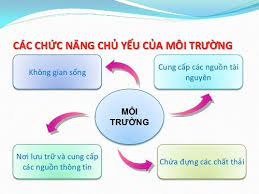 CÁC CHỨC NĂNG CHỦ YẾU CỦA MÔI TRƯỜNG
Không gian sống
Cung cấp các nguồn tài
nguyên
MÔI
TRƯỜNG
Nơi lưu trữ và cung cấp
các nguồn thông tin
Chứa đựng các chất thải